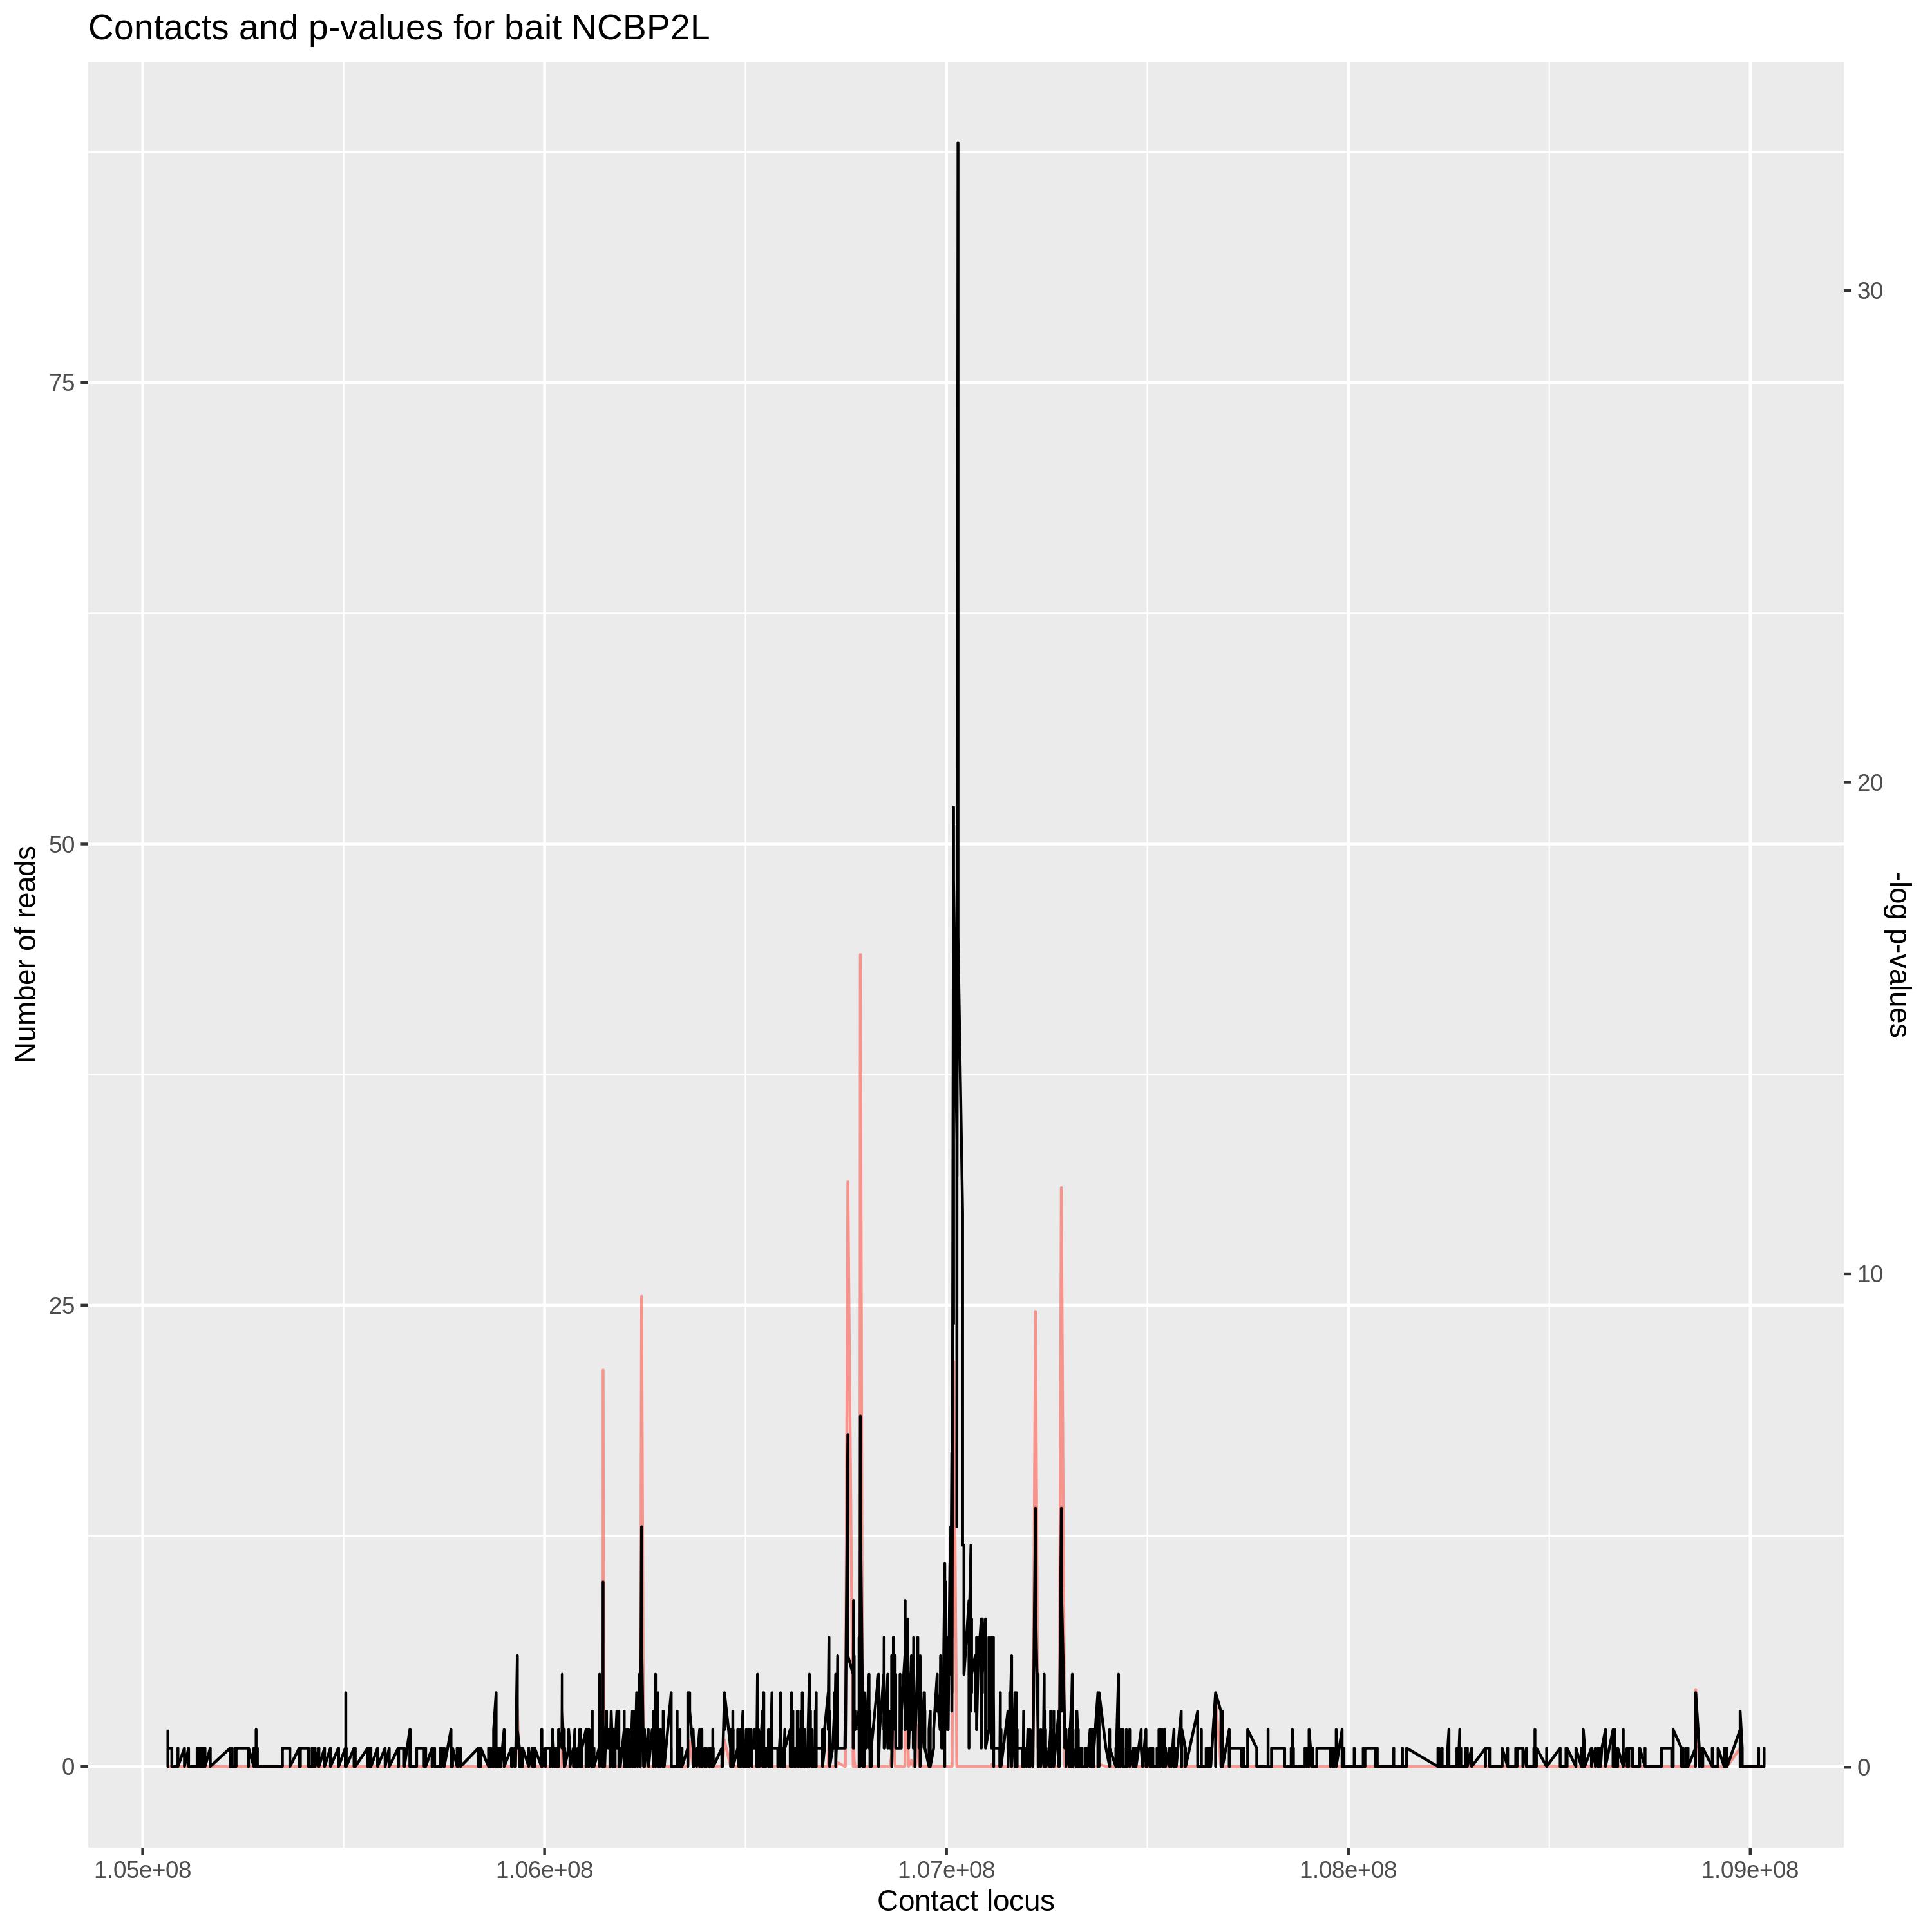 Contacts and p-values for bait NCBP2L
75
50
25
0
30
20
10
0
Number of reads
-log p-values
1.05e+08 1.06e+08 1.07e+08 1.08e+08 1.09e+08
Contact locus